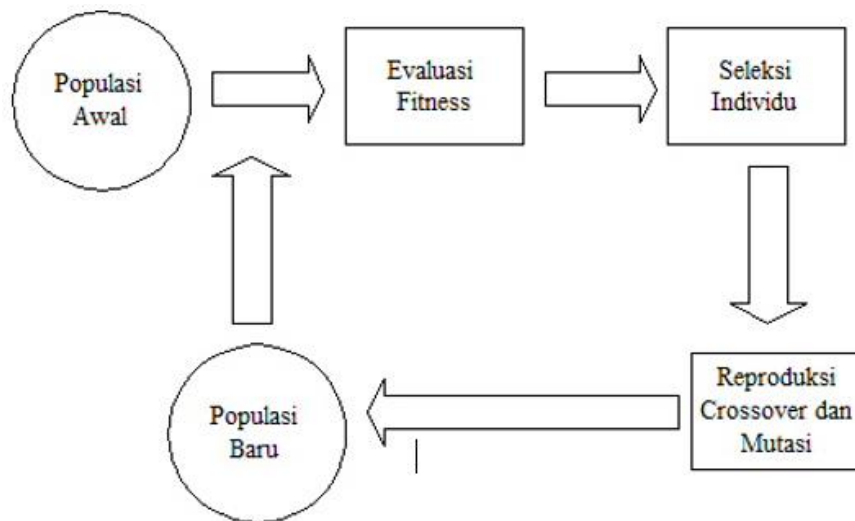 Populasi
Awal
Evaluasi
Fitness
Seleksi
Individu
Reproduksi
Crossover dan
Mutasi
Populasi
Baru